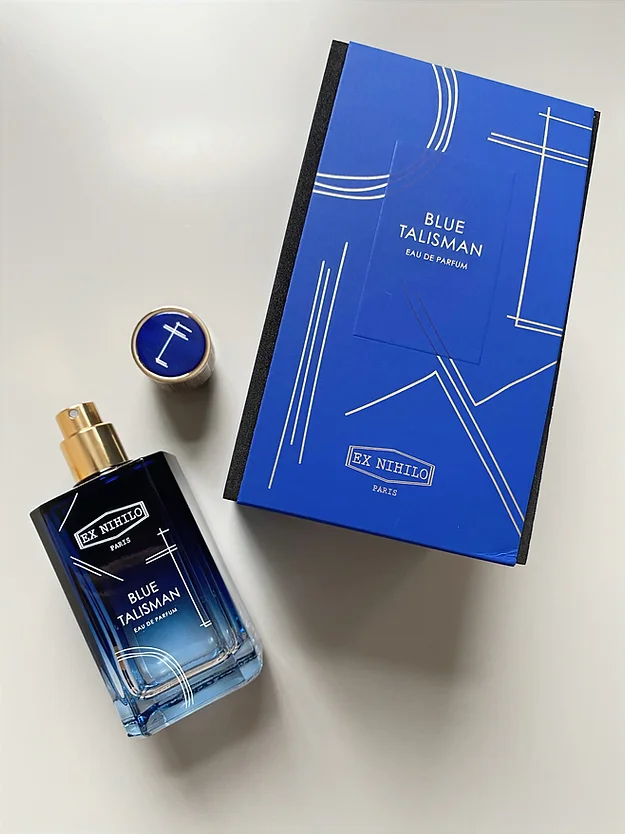 BLUE
TALISMAN
EAU DE PARFUM
EX NIHILO
PARIS
EX NIHILO
PARIS
BLUE
TALISMAN
EAU DE PARFUM